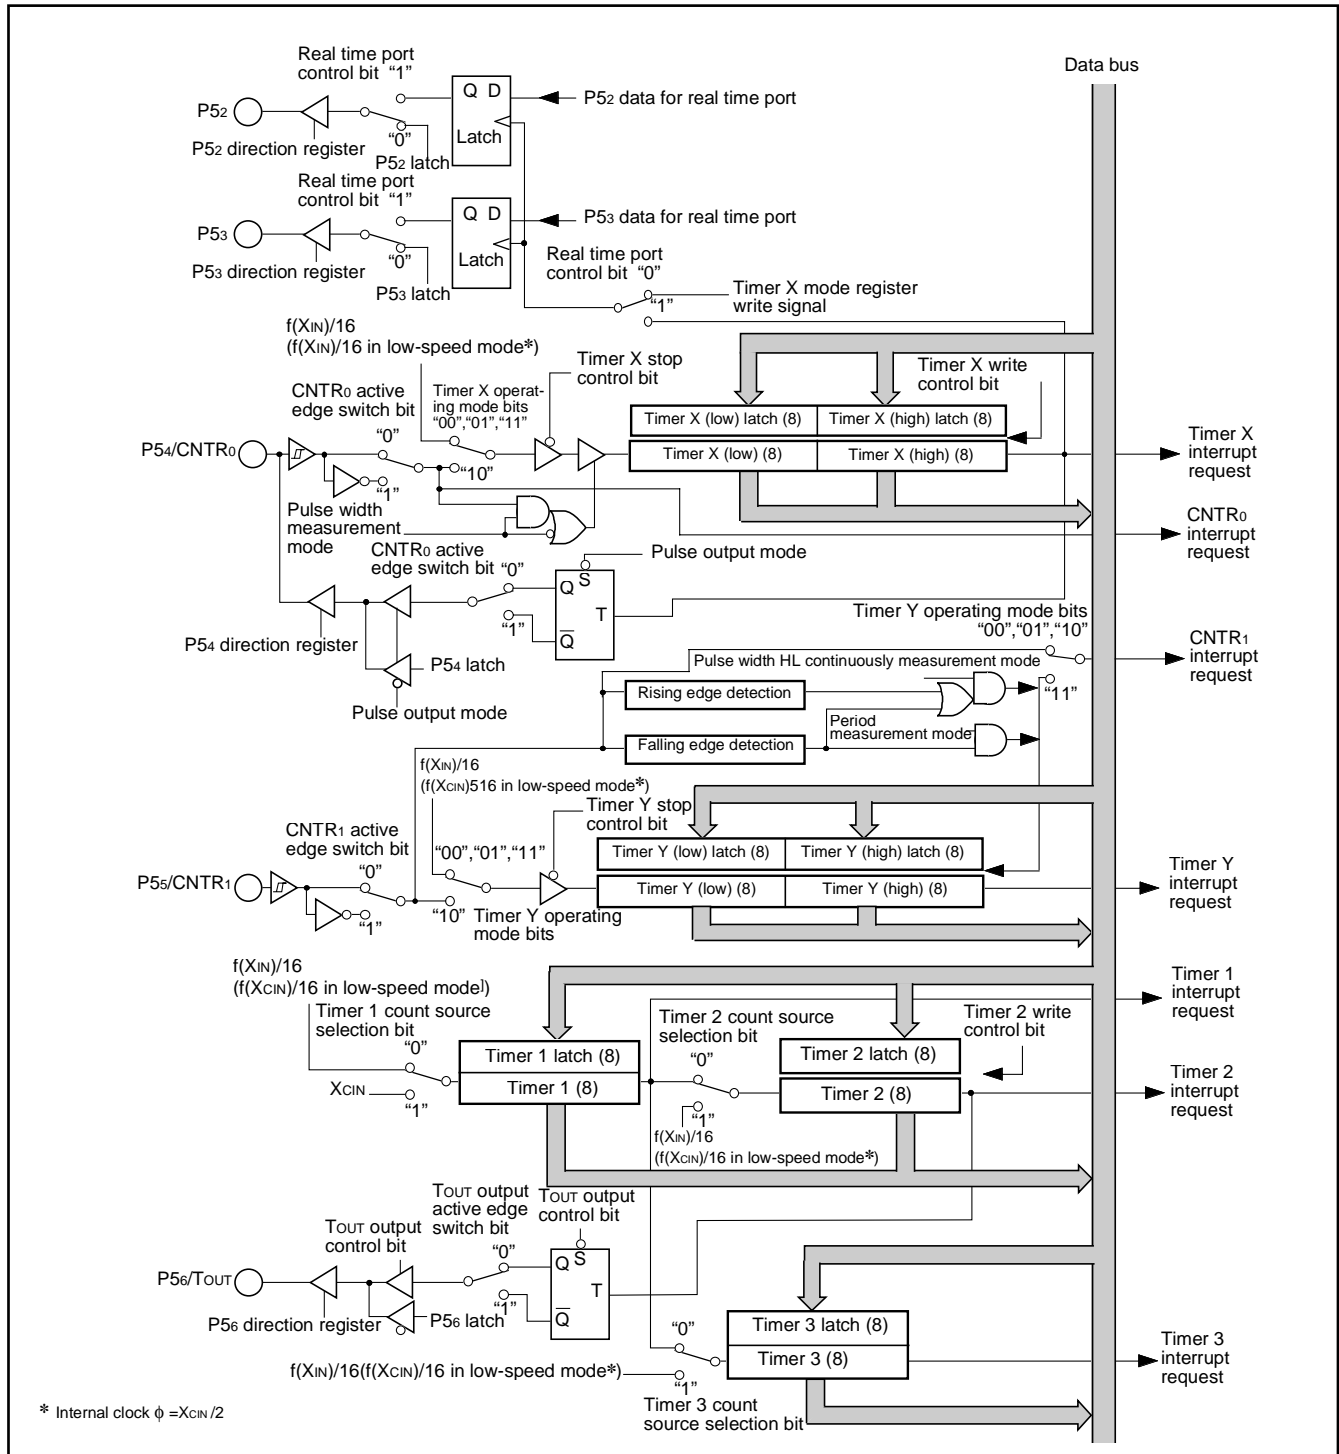 Real time port
control bit "1"
Data bus
Q D
P52 data for real time port
P52
"0"
Latch
P52 direction register
P52 latch
Real time port
control bit "1"
Q D
P53 data for real time port
P53
"0"
Latch
P53 direction register
P53 latch
Real time port
control bit "0"
"1"
Timer X mode register
write signal
f(XIN)/16
(f(XIN)/16 in low-speed mode*)
Timer X stop
control bit
Timer X write
control bit
CNTR0 active
edge switch bit
Timer X operat-
ing mode bits
"00","01","11"
Timer X (low) latch (8)
Timer X (high) latch (8)
Timer X (low) (8)
Timer X (high) (8)
Timer X
interrupt
request
P54/CNTR0
"0"
"10"
"1"
Pulse width
measurement
mode
CNTR0
interrupt
request
CNTR0 active
edge switch bit "0"
Pulse output mode
Q
S
T
"1"
Q
P54 direction register
P54 latch
Pulse output mode
Timer Y operating mode bits
"00","01","10"
CNTR1
interrupt
request
Pulse width HL continuously measurement mode
"11"
Rising edge detection
Period
measurement mode
Falling edge detection
f(XIN)/16
(f(XCIN)516 in low-speed mode*)
Timer Y stop
control bit
CNTR1 active
edge switch bit
"00","01","11"
Timer Y (low) latch (8)
Timer Y (high) latch (8)
Timer Y (low) (8)
Timer Y (high) (8)
Timer Y
interrupt
request
P55/CNTR1
"0"
"10"
"1"
Timer Y operating
mode bits
f(XIN)/16
(f(XCIN)/16 in low-speed mode])
Timer 1 count source
selection bit
"0"
XCIN
"1"
Timer 1 latch (8)
Timer 1 (8)
Timer 2 count source
selection bit
"0"
"1"
f(XIN)/16
(f(XCIN)/16 in low-speed mode*)
Timer 2 latch (8)
Timer 2 (8)
Timer 2 write
control bit
Timer 1
interrupt
request
Timer 2
interrupt
request
TOUT output
active edge
switch bit
TOUT output
control bit
TOUT output
control bit
"0"
Q
S
T
P56/TOUT
"1"
Q
P56 direction register
P56 latch
"0"
Timer 3 latch (8)
Timer 3 (8)
Timer 3
interrupt
request
f(XIN)/16(f(XCIN)/16 in low-speed mode*)
"1"
Timer 3 count
source selection bit
* Internal clock ϕ =XCIN /2